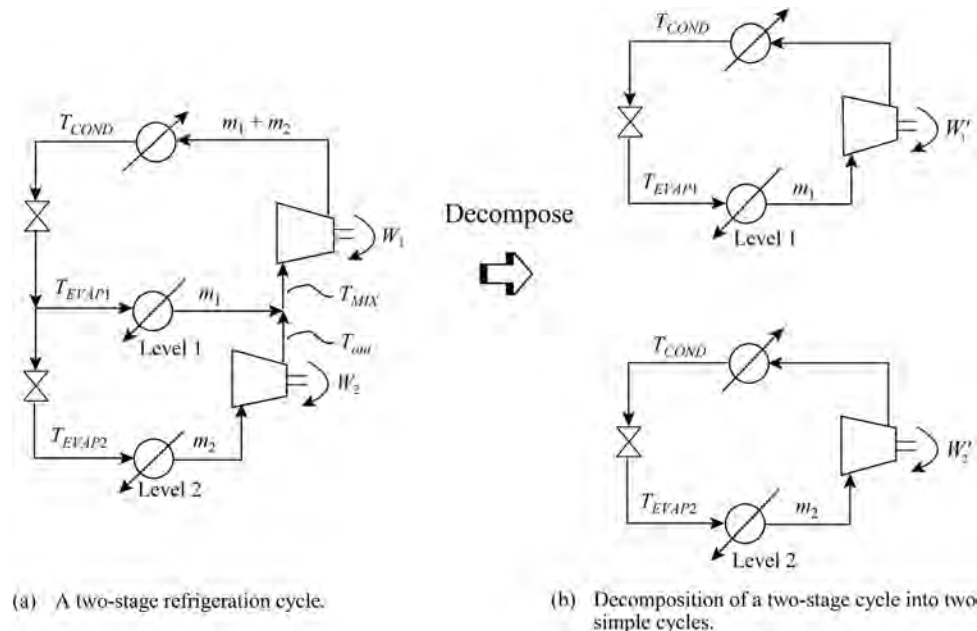 T_COND
m_1 + m_2
W_1
T_EVAP1
m_1
T_MIX
Level 1
T_out
W_2
T_EVAP2
m_2
Level 2
Decompose
T_COND
W'_1
T_EVAP1
m_1
Level 1
T_COND
W'_2
T_EVAP2
m_2
Level 2
(a) A two-stage refrigeration cycle.
(b) Decomposition of a two-stage cycle into two
simple cycles.